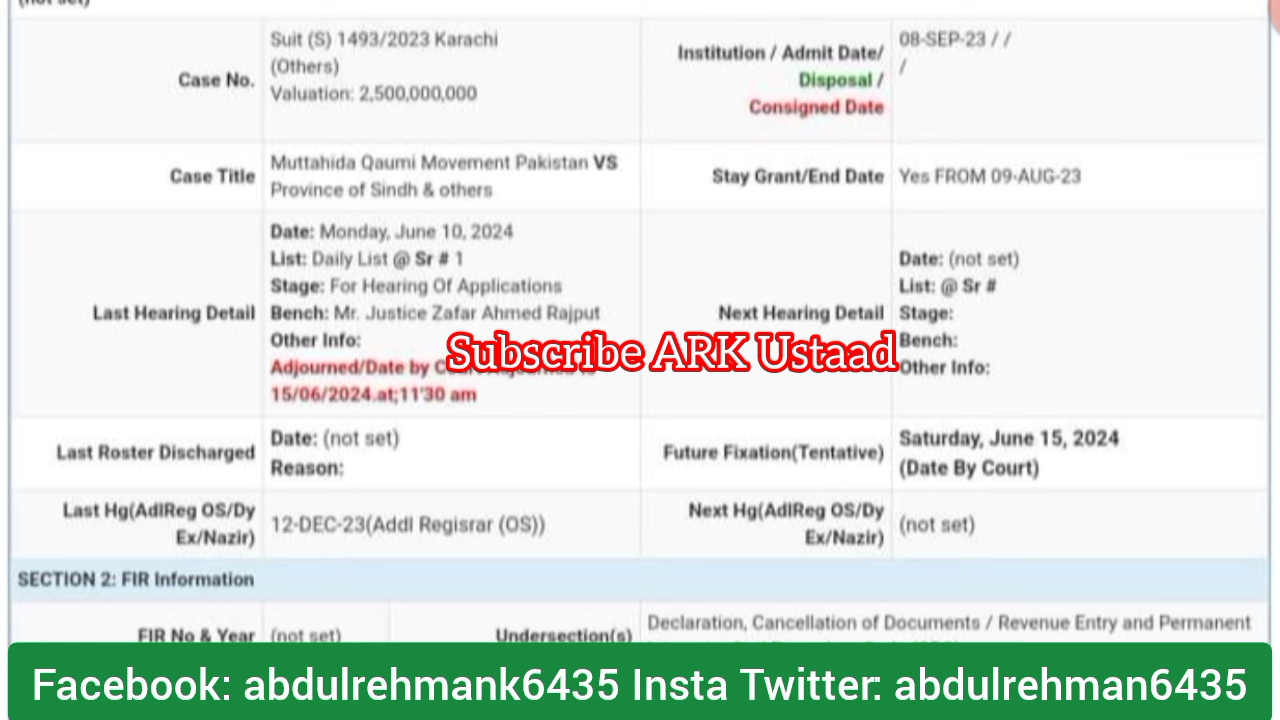 (not set)
Case No.
Suit (S) 1493/2023 Karachi
(Others)
Valuation: 2,500,000,000
Institution / Admit Date/
Disposal /
Consigned Date
08-SEP-23 / /
/
Case Title
Muttahida Qaumi Movement Pakistan VS
Province of Sindh & others
Stay Grant/End Date
Yes FROM 09-AUG-23
Last Hearing Detail
Date: Monday, June 10, 2024
List: Daily List @ Sr # 1
Stage: For Hearing Of Applications
Bench: Mr. Justice Zafar Ahmed Rajput
Other Info:
Adjourned/Date by
15/06/2024.at;11'30 am
Next Hearing Detail
Date: (not set)
List: @ Sr #
Stage:
Bench:
Other Info:
Subscribe ARK Ustaad
Last Roster Discharged
Date: (not set)
Reason:
Future Fixation(Tentative)
Saturday, June 15, 2024
(Date By Court)
Last Hg(AdlReg OS/Dy
Ex/Nazir)
12-DEC-23(Addl Regisrar (OS))
Next Hg(AdlReg OS/Dy
Ex/Nazir)
(not set)
SECTION 2: FIR Information
FIR No & Year
(not set)
Undersection(s)
Declaration, Cancellation of Documents / Revenue Entry and Permanent
Facebook: abdulrehmank6435 Insta Twitter: abdulrehman6435